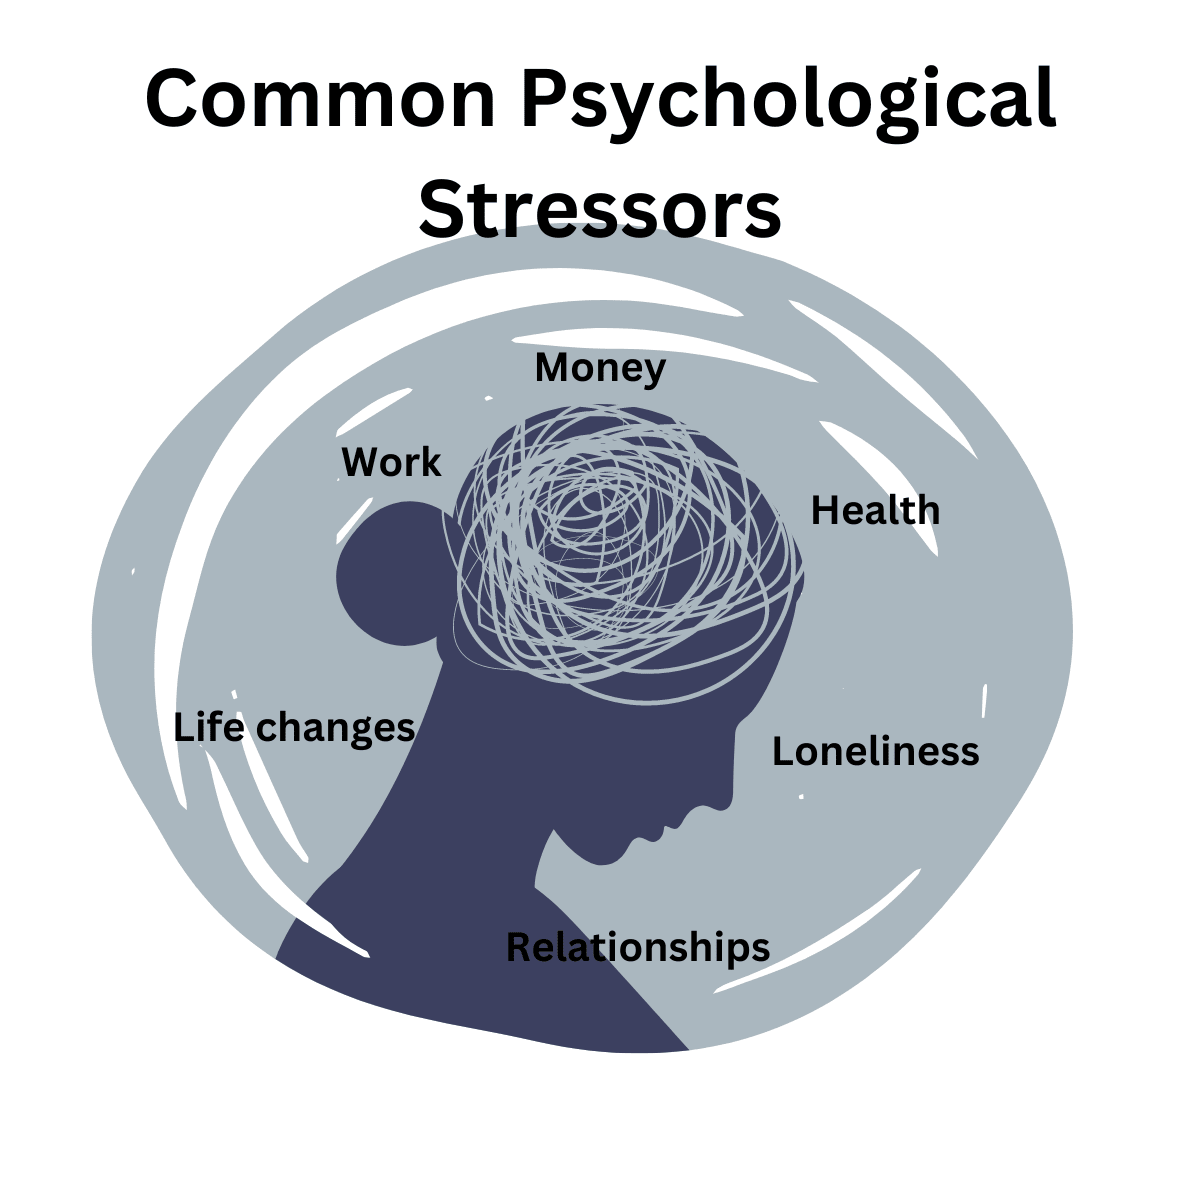 Common Psychological
Stressors
Money
Work
Health
Life changes
Loneliness
Relationships